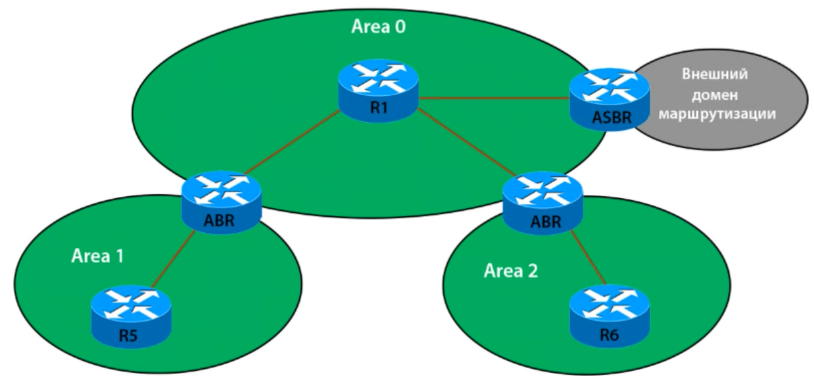 Area 0
R1
Внешний
домен
маршрутизации
ASBR
ABR
ABR
Area 1
Area 2
R5
R6